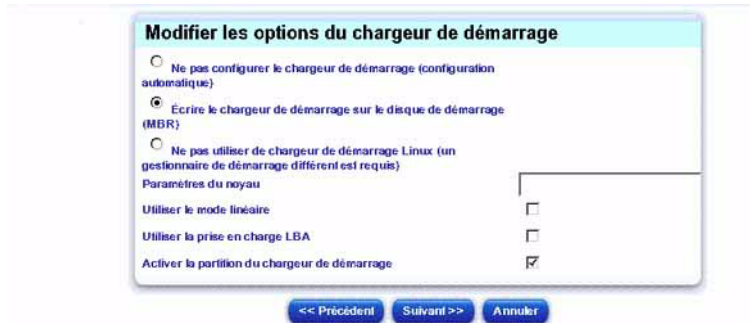 Modifier les options du chargeur de démarrage
Ne pas configurer le chargeur de démarrage (configuration
automatique)
Écrire le chargeur de démarrage sur le disque de démarrage
(MBR)
Ne pas utiliser de chargeur de démarrage Linux (un
gestionnaire de démarrage différent est requis)
Paramètres du noyau
Utiliser le mode linéaire
Utiliser la prise en charge LBA
Activer la partition du chargeur de démarrage
<< Précédent Suivant >> Annuler